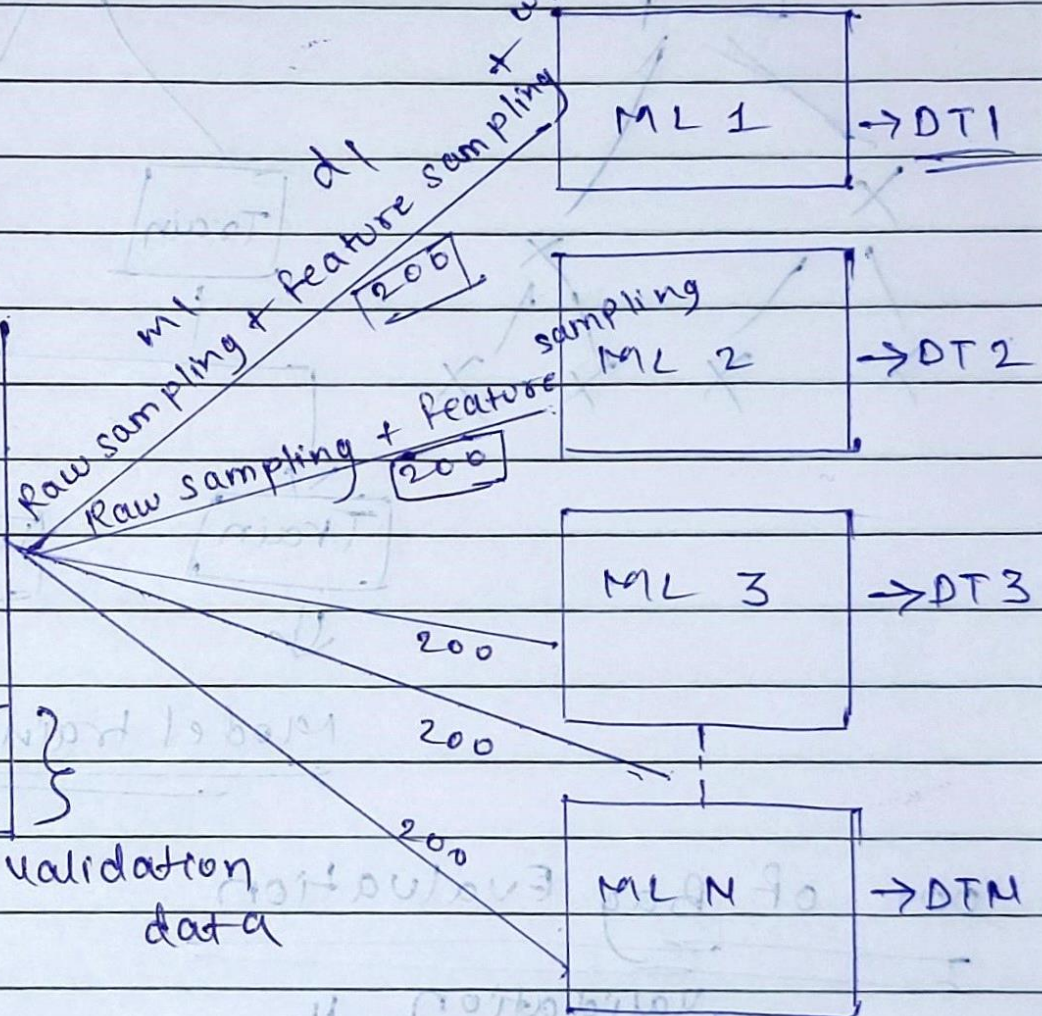 ML 1
→ DT1
d1
m1.
Raw sampling + feature sampling
200
Raw sampling + feature sampling
200
ML 2
→ DT2
ML 3
→ DT3
200
200
200
ML N
→ DTN
validation
data